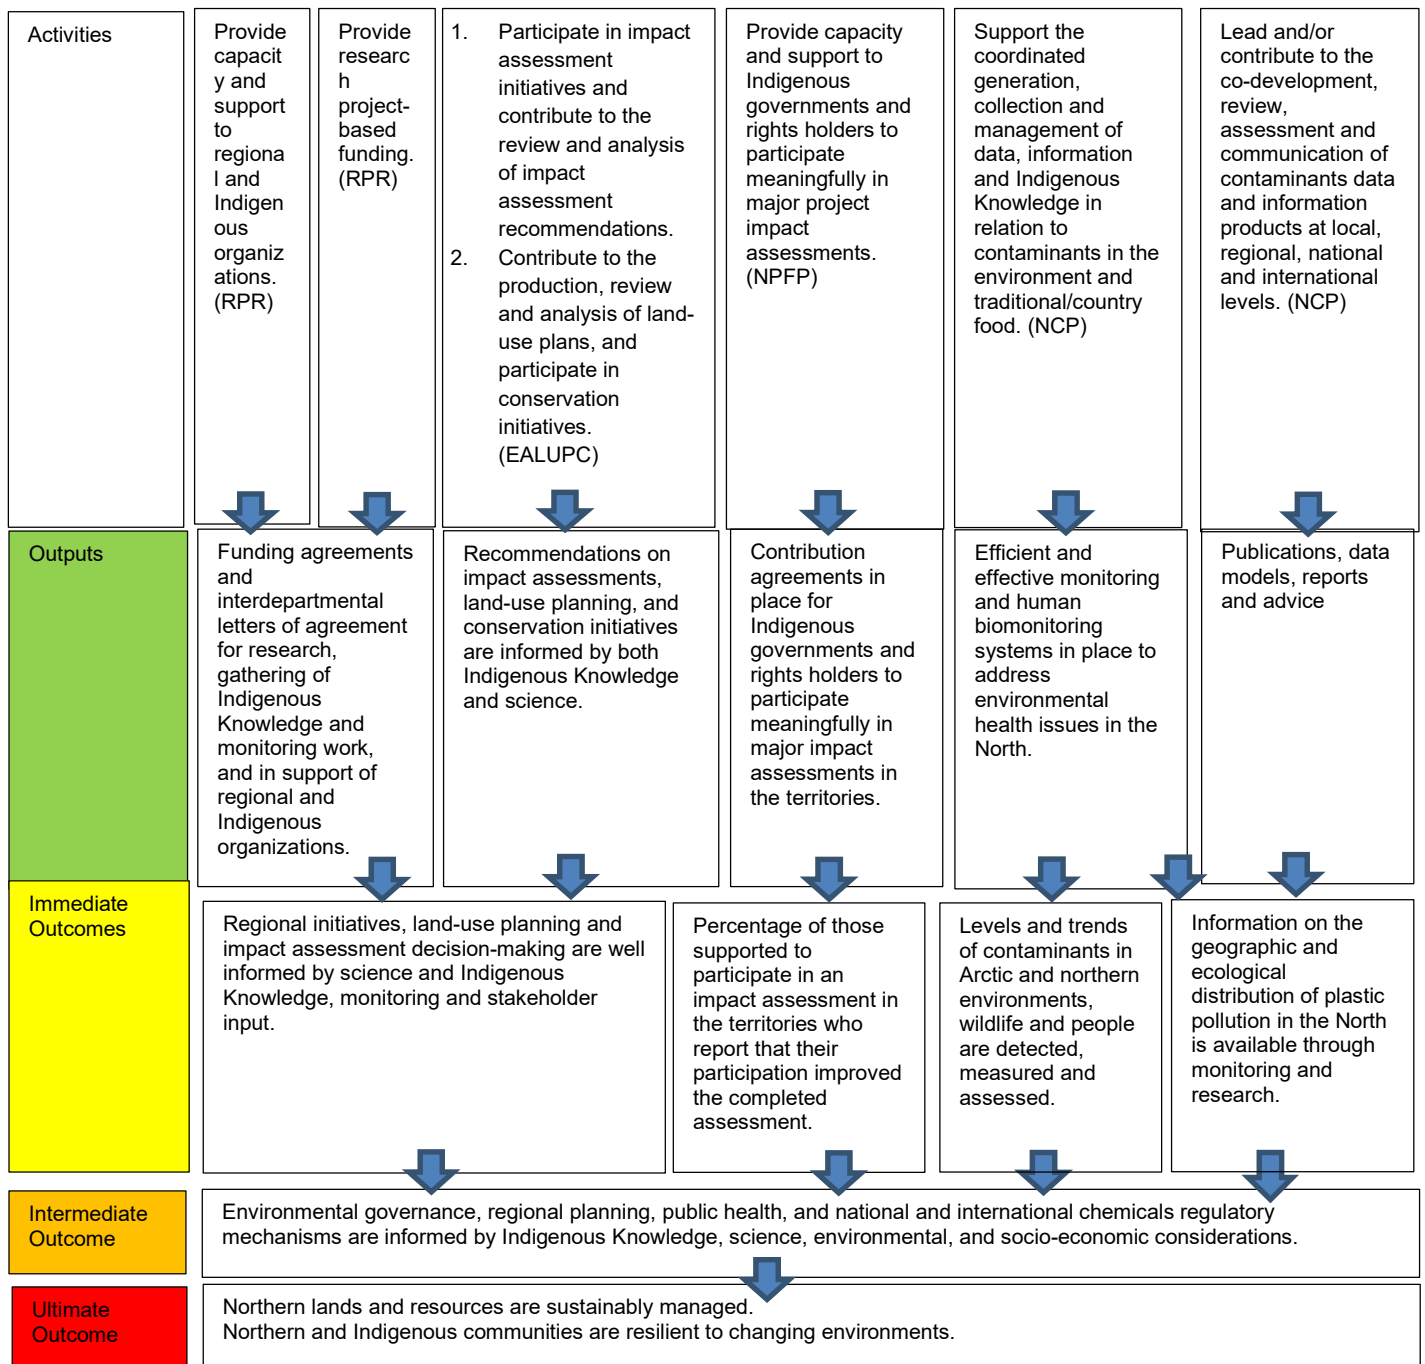 Activities
Provide
capacit
y and
support
to
regiona
l and
Indigen
ous
organiz
ations.
(RPR)
Provide
researc
h
project-
based
funding.
(RPR)
1. Participate in impact
assessment
initiatives and
contribute to the
review and analysis
of impact
assessment
recommendations.
2. Contribute to the
production, review
and analysis of land-
use plans, and
participate in
conservation
initiatives.
(EALUPC)
Provide capacity
and support to
Indigenous
governments and
rights holders to
participate
meaningfully in
major project
impact
assessments.
(NPFP)
Support the
coordinated
generation,
collection and
management of
data, information
and Indigenous
Knowledge in
relation to
contaminants in the
environment and
traditional/country
food. (NCP)
Lead and/or
contribute to the
co-development,
review,
assessment and
communication of
contaminants data
and information
products at local,
regional, national
and international
levels. (NCP)
Outputs
Funding agreements
and
interdepartmental
letters of agreement
for research,
gathering of
Indigenous
Knowledge and
monitoring work,
and in support of
regional and
Indigenous
organizations.
Recommendations on
impact assessments,
land-use planning, and
conservation initiatives
are informed by both
Indigenous Knowledge
and science.
Contribution
agreements in
place for
Indigenous
governments and
rights holders to
participate
meaningfully in
major impact
assessments in
the territories.
Efficient and
effective monitoring
and human
biomonitoring
systems in place to
address
environmental
health issues in the
North.
Publications, data
models, reports
and advice
Immediate
Outcomes
Regional initiatives, land-use planning and
impact assessment decision-making are well
informed by science and Indigenous
Knowledge, monitoring and stakeholder
input.
Percentage of those
supported to
participate in an
impact assessment in
the territories who
report that their
participation improved
the completed
assessment.
Levels and trends
of contaminants in
Arctic and northern
environments,
wildlife and people
are detected,
measured and
assessed.
Information on the
geographic and
ecological
distribution of plastic
pollution in the North
is available through
monitoring and
research.
Intermediate
Outcome
Environmental governance, regional planning, public health, and national and international chemicals regulatory
mechanisms are informed by Indigenous Knowledge, science, environmental, and socio-economic considerations.
Ultimate
Outcome
Northern lands and resources are sustainably managed.
Northern and Indigenous communities are resilient to changing environments.